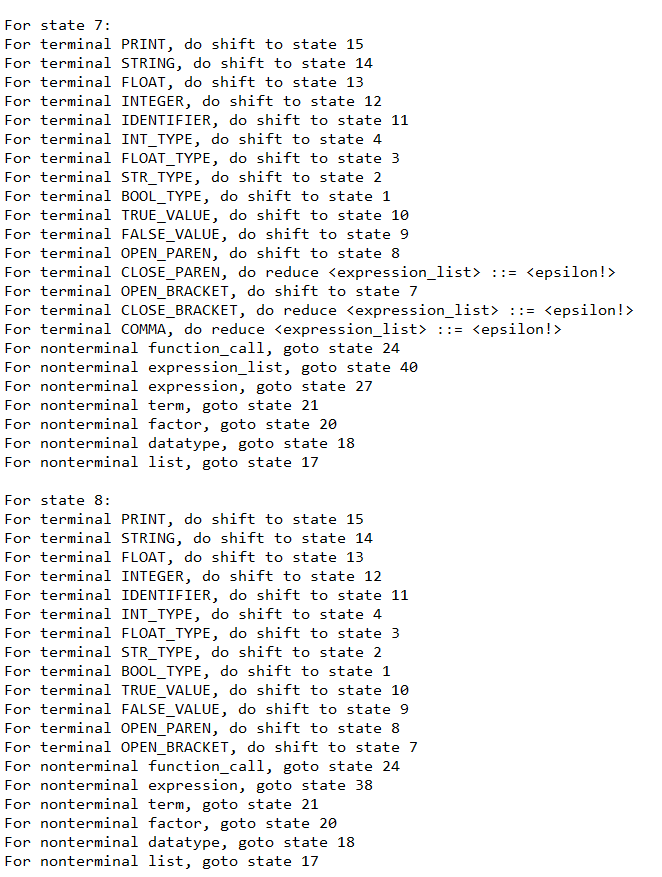 For state 7:
For terminal PRINT, do shift to state 15
For terminal STRING, do shift to state 14
For terminal FLOAT, do shift to state 13
For terminal INTEGER, do shift to state 12
For terminal IDENTIFIER, do shift to state 11
For terminal INT_TYPE, do shift to state 4
For terminal FLOAT_TYPE, do shift to state 3
For terminal STR_TYPE, do shift to state 2
For terminal BOOL_TYPE, do shift to state 1
For terminal TRUE_VALUE, do shift to state 10
For terminal FALSE_VALUE, do shift to state 9
For terminal OPEN_PAREN, do shift to state 8
For terminal CLOSE_PAREN, do reduce <expression_list> ::= <epsilon!>
For terminal OPEN_BRACKET, do shift to state 7
For terminal CLOSE_BRACKET, do reduce <expression_list> ::= <epsilon!>
For terminal COMMA, do reduce <expression_list> ::= <epsilon!>
For nonterminal function_call, goto state 24
For nonterminal expression_list, goto state 40
For nonterminal expression, goto state 27
For nonterminal term, goto state 21
For nonterminal factor, goto state 20
For nonterminal datatype, goto state 18
For nonterminal list, goto state 17

For state 8:
For terminal PRINT, do shift to state 15
For terminal STRING, do shift to state 14
For terminal FLOAT, do shift to state 13
For terminal INTEGER, do shift to state 12
For terminal IDENTIFIER, do shift to state 11
For terminal INT_TYPE, do shift to state 4
For terminal FLOAT_TYPE, do shift to state 3
For terminal STR_TYPE, do shift to state 2
For terminal BOOL_TYPE, do shift to state 1
For terminal TRUE_VALUE, do shift to state 10
For terminal FALSE_VALUE, do shift to state 9
For terminal OPEN_PAREN, do shift to state 8
For terminal OPEN_BRACKET, do shift to state 7
For nonterminal function_call, goto state 24
For nonterminal expression, goto state 38
For nonterminal term, goto state 21
For nonterminal factor, goto state 20
For nonterminal datatype, goto state 18
For nonterminal list, goto state 17